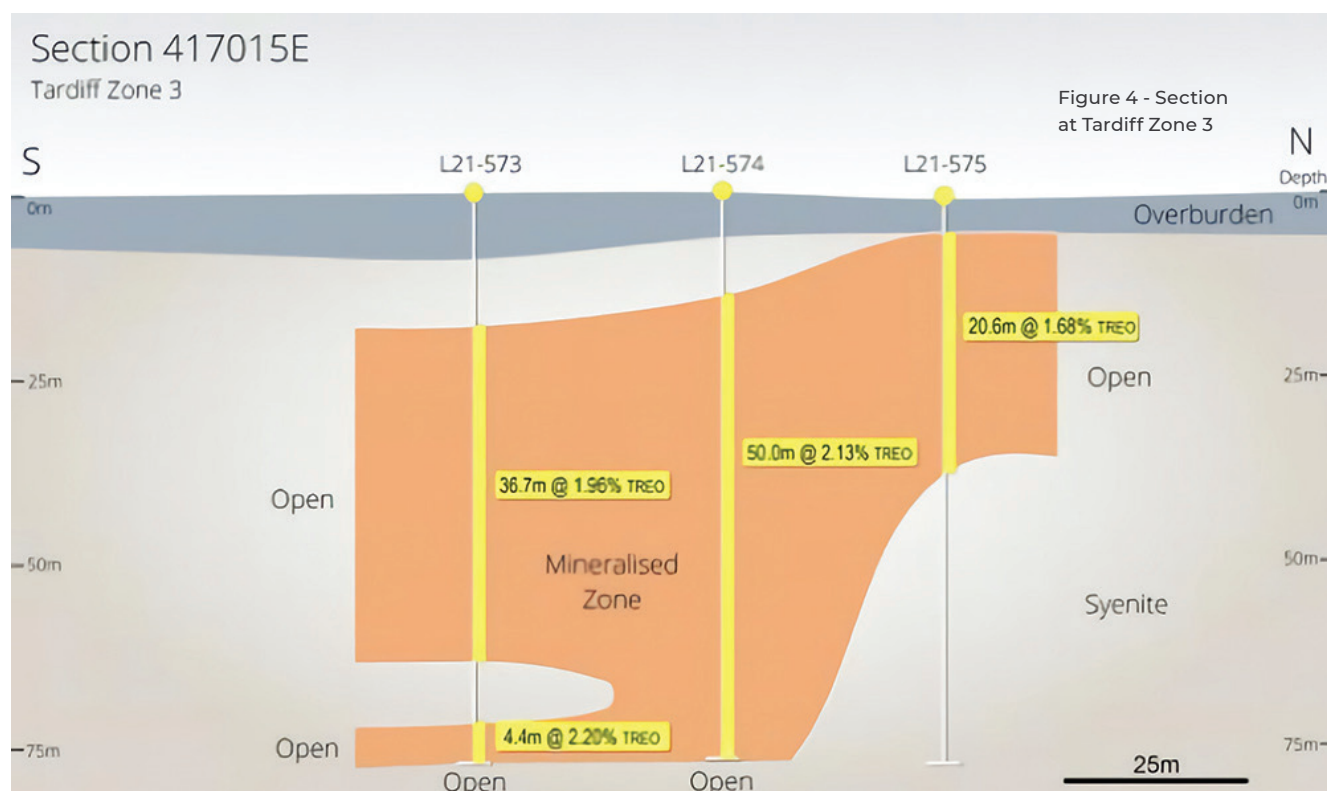 Section 417015E
Tardiff Zone 3
Figure 4 - Section
at Tardiff Zone 3
S
N
L21-573
L21-574
L21-575
Depth
0m
0m
Overburden
20.6m @ 1.68% TREO
25m
Open
25m
50.0m @ 2.13% TREO
36.7m @ 1.96% TREO
Open
Mineralised
Zone
50m
50m
Syenite
4.4m @ 2.20% TREO
Open
75m
75m
25m
Open
Open